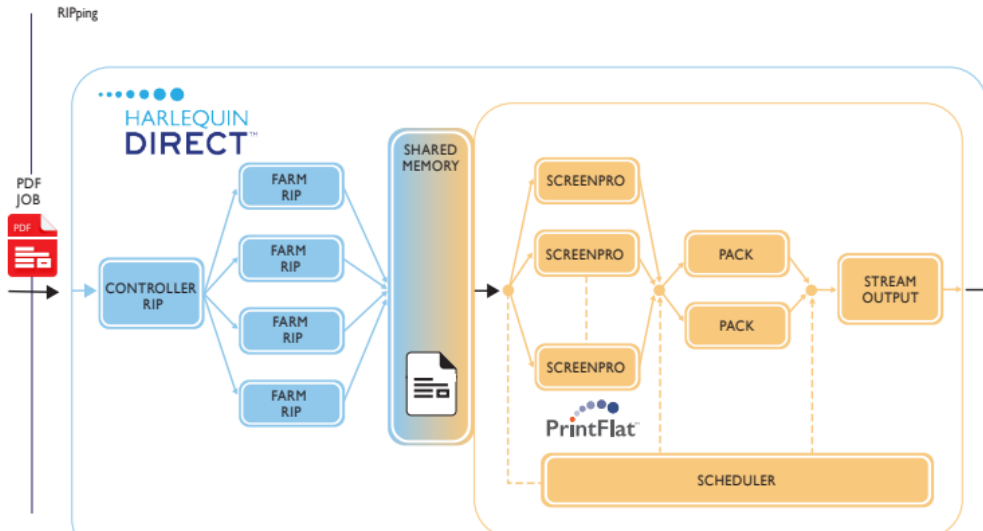 RIPping
HARLEQUIN
DIRECT™
PDF
JOB
PDF
CONTROLLER
RIP
FARM
RIP
FARM
RIP
FARM
RIP
FARM
RIP
SHARED
MEMORY
SCREENPRO
SCREENPRO
SCREENPRO
PrintFlat™
PACK
PACK
STREAM
OUTPUT
SCHEDULER